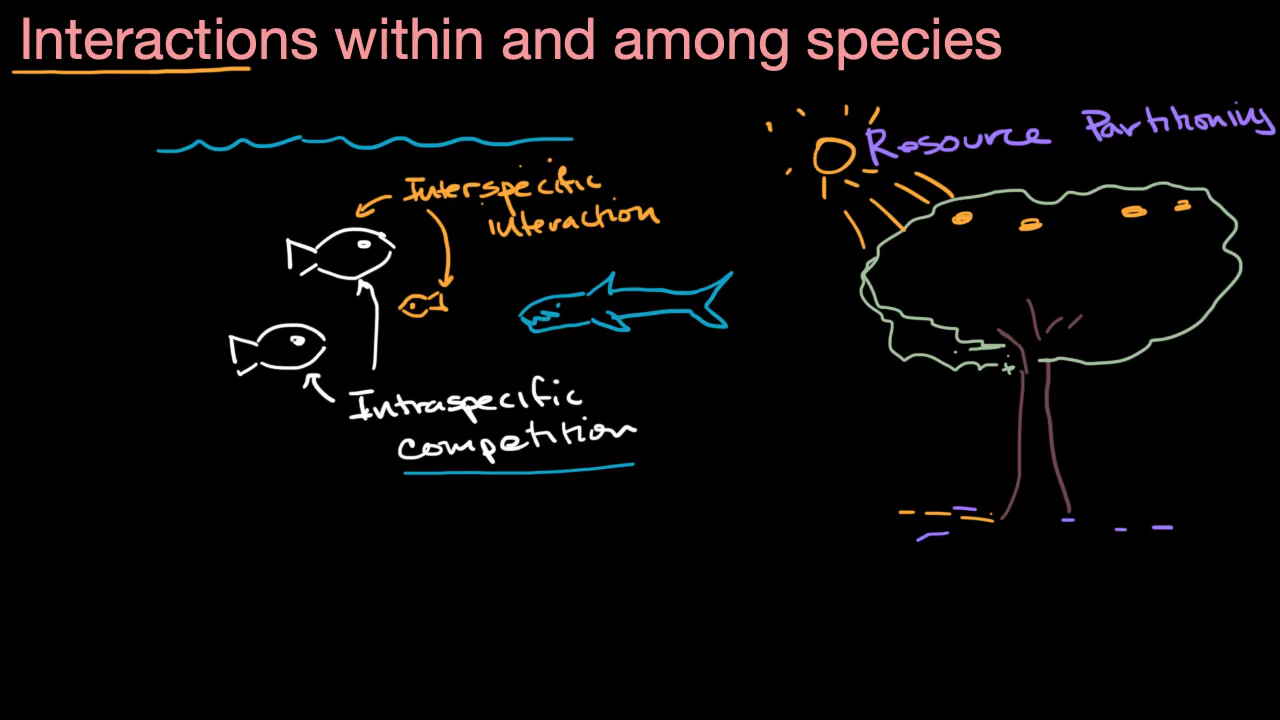 Interactions within and among species
Resource Partitioning
Interspecific
interaction
Intraspecific
competition